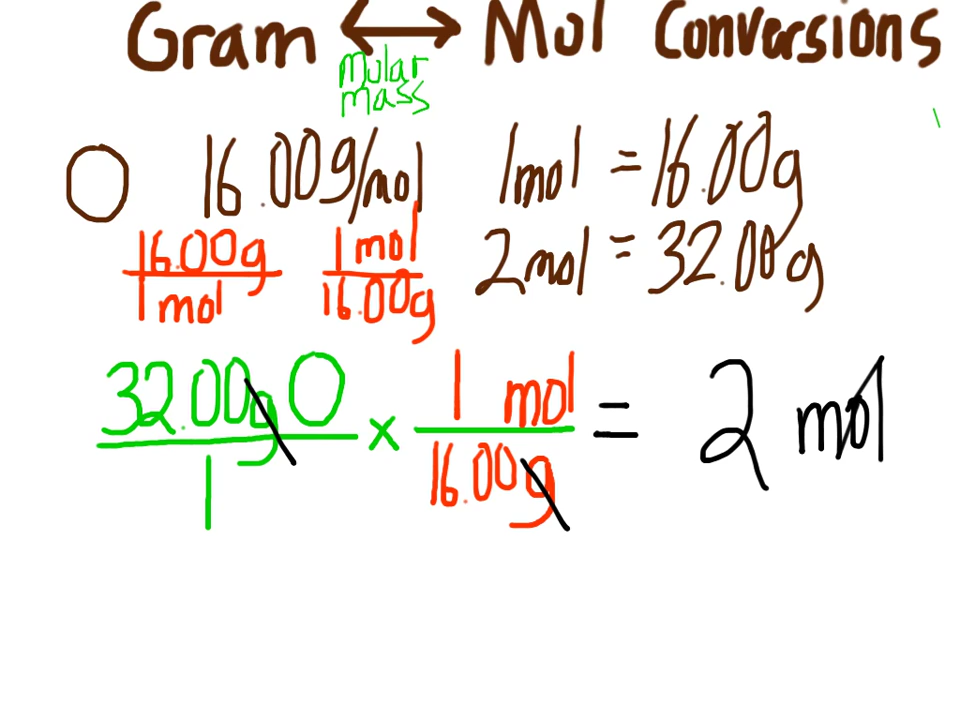 Gram ↔ Mol Conversions
molar
mass
O 16.00g/mol 1mol = 16.00g
16.00g/1mol 1mol/16.00g 2mol = 32.00g
32.00g O/1 × 1 mol/16.00g = 2 mol